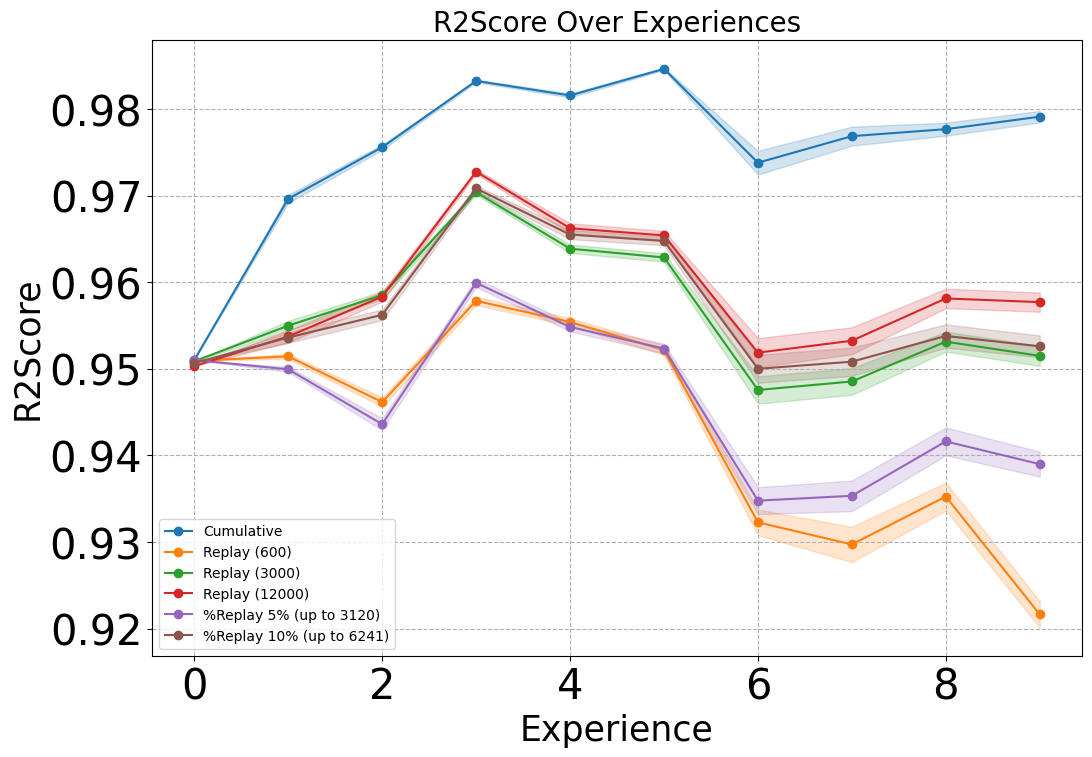 R2Score Over Experiences
R2Score
0.98
0.97
0.96
0.95
0.94
0.93
0.92
Cumulative
Replay (600)
Replay (3000)
Replay (12000)
%Replay 5% (up to 3120)
%Replay 10% (up to 6241)
0 2 4 6 8
Experience